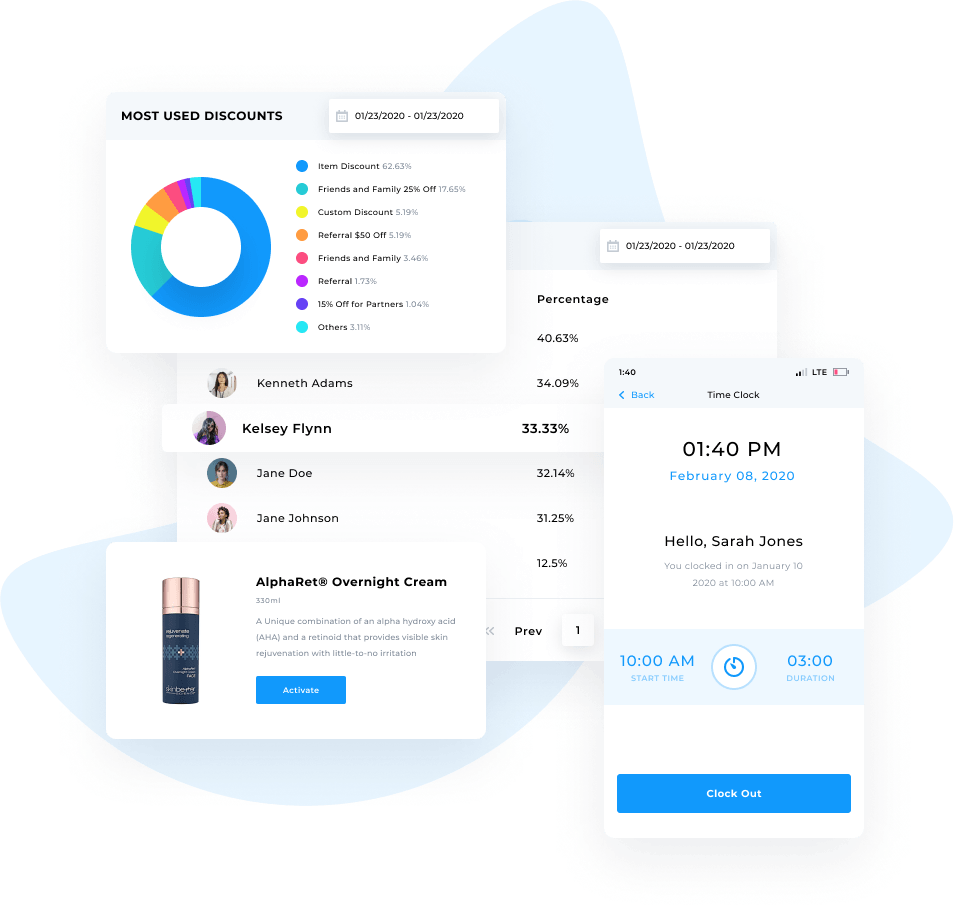 MOST USED DISCOUNTS
01/23/2020 - 01/23/2020
Item Discount 62.63%
Friends and Family 25% Off 17.65%
Custom Discount 5.19%
Referral $50 Off 5.19%
Friends and Family 3.46%
Referral 1.73%
15% Off for Partners 1.04%
Others 3.11%
01/23/2020 - 01/23/2020
Percentage
40.63%
Kenneth Adams 34.09%
Kelsey Flynn 33.33%
Jane Doe 32.14%
Jane Johnson 31.25%
12.5%
Prev 1
AlphaRet® Overnight Cream
330ml
A Unique combination of an alpha hydroxy acid
(AHA) and a retinoid that provides visible skin
rejuvenation with little-to-no irritation
Activate
rejuvenate
FACE
skinbetter
1:40 LTE
Back Time Clock
01:40 PM
February 08, 2020
Hello, Sarah Jones
You clocked in on January 10
2020 at 10:00 AM
10:00 AM 03:00
START TIME DURATION
Clock Out